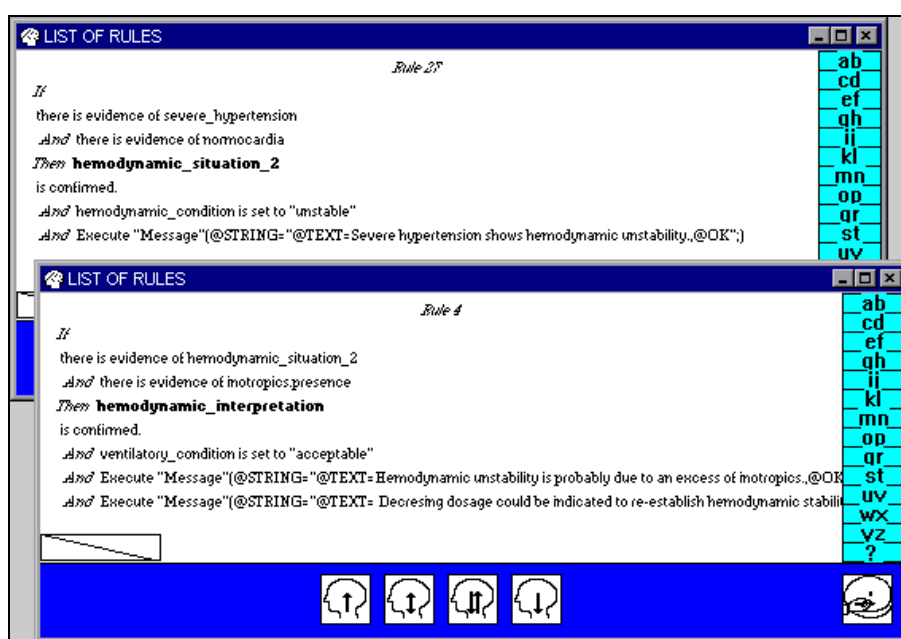 LIST OF RULES
Rule 27
If
there is evidence of severe_hypertension
And there is evidence of normocardia
Then hemodynamic_situation_2
is confirmed.
And hemodynamic_condition is set to "unstable"
And Execute "Message"(@STRING="@TEXT=Severe hypertension shows hemodynamic unstability.,@OK";)
ab
cd
ef
gh
ij
kl
mn
op
qr
st
uv
LIST OF RULES
Rule 4
If
there is evidence of hemodynamic_situation_2
And there is evidence of inotropics.presence
Then hemodynamic_interpretation
is confirmed.
And ventilatory_condition is set to "acceptable"
And Execute "Message"(@STRING="@TEXT=Hemodynamic unstability is probably due to an excess of inotropics.,@OK
And Execute "Message"(@STRING="@TEXT= Decresing dosage could be indicated to re-establish hemodynamic stabili
ab
cd
ef
gh
ij
kl
mn
op
qr
st
uv
wx
yz
?